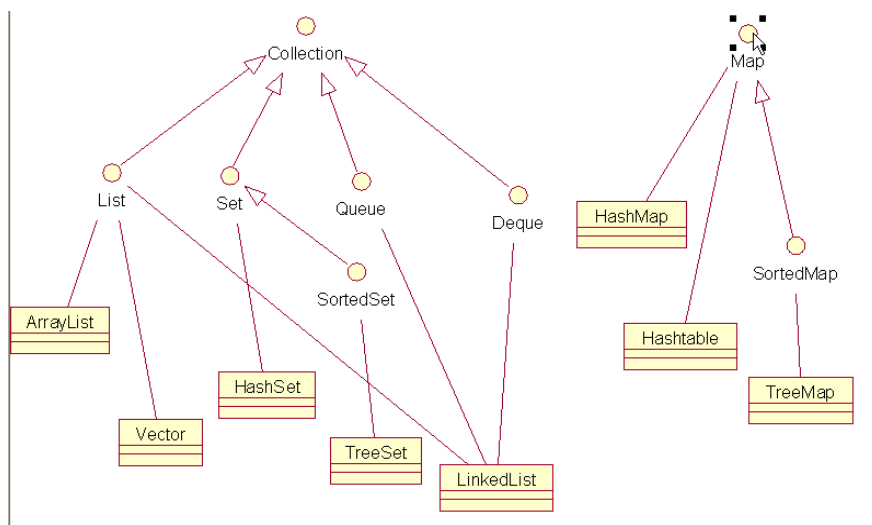 Collection
Map
List
Set
Queue
Deque
HashMap
SortedSet
SortedMap
ArrayList
Hashtable
HashSet
TreeMap
Vector
TreeSet
LinkedList